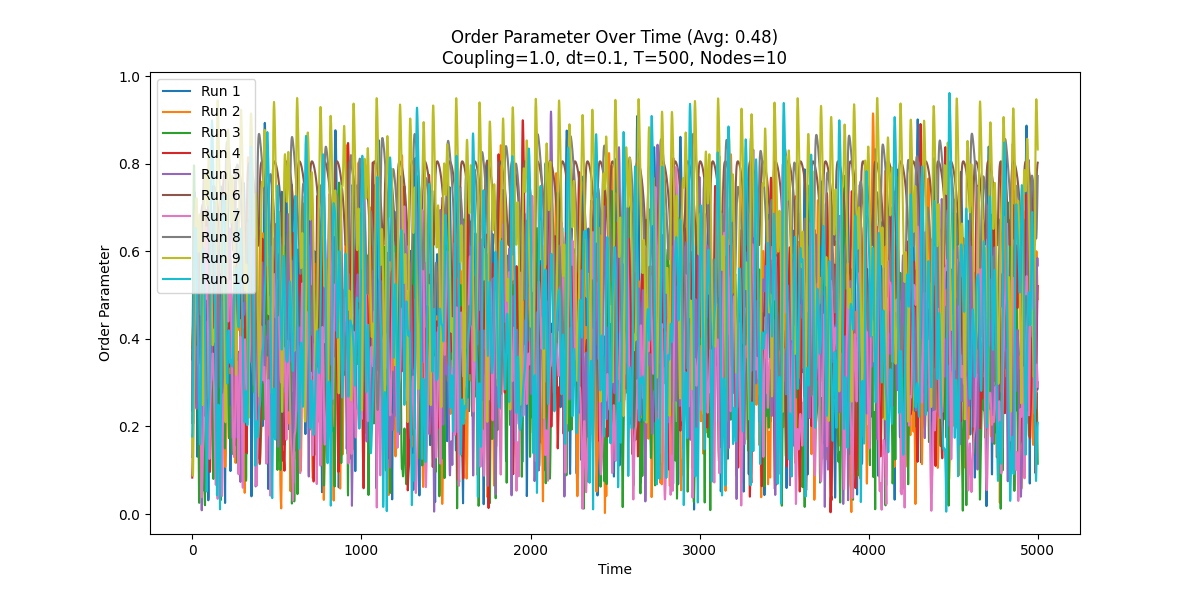 Order Parameter Over Time (Avg: 0.48)
Coupling=1.0, dt=0.1, T=500, Nodes=10
1.0
0.8
0.6
0.4
0.2
0.0
Order Parameter
Run 1
Run 2
Run 3
Run 4
Run 5
Run 6
Run 7
Run 8
Run 9
Run 10
0
1000
2000
3000
4000
5000
Time